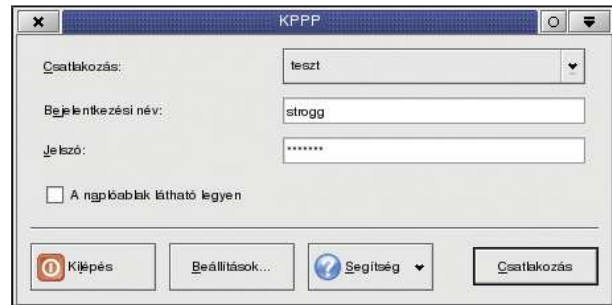 KPPP
Csatlakozás: teszt
Bejelentkezési név: strogg
Jelszó: *******
A naplóablak látható legyen
Kilépés Beállítások... Segítség Csatlakozás